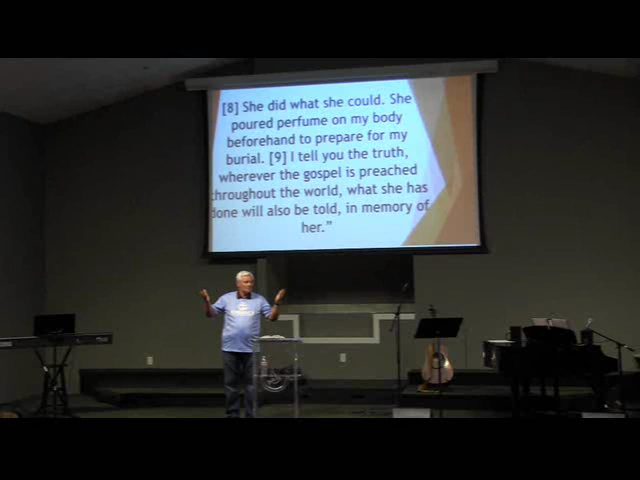 [8] She did what she could. She
poured perfume on my body
beforehand to prepare for my
burial. [9] I tell you the truth,
wherever the gospel is preached
throughout the world, what she has
done will also be told, in memory of
her.”